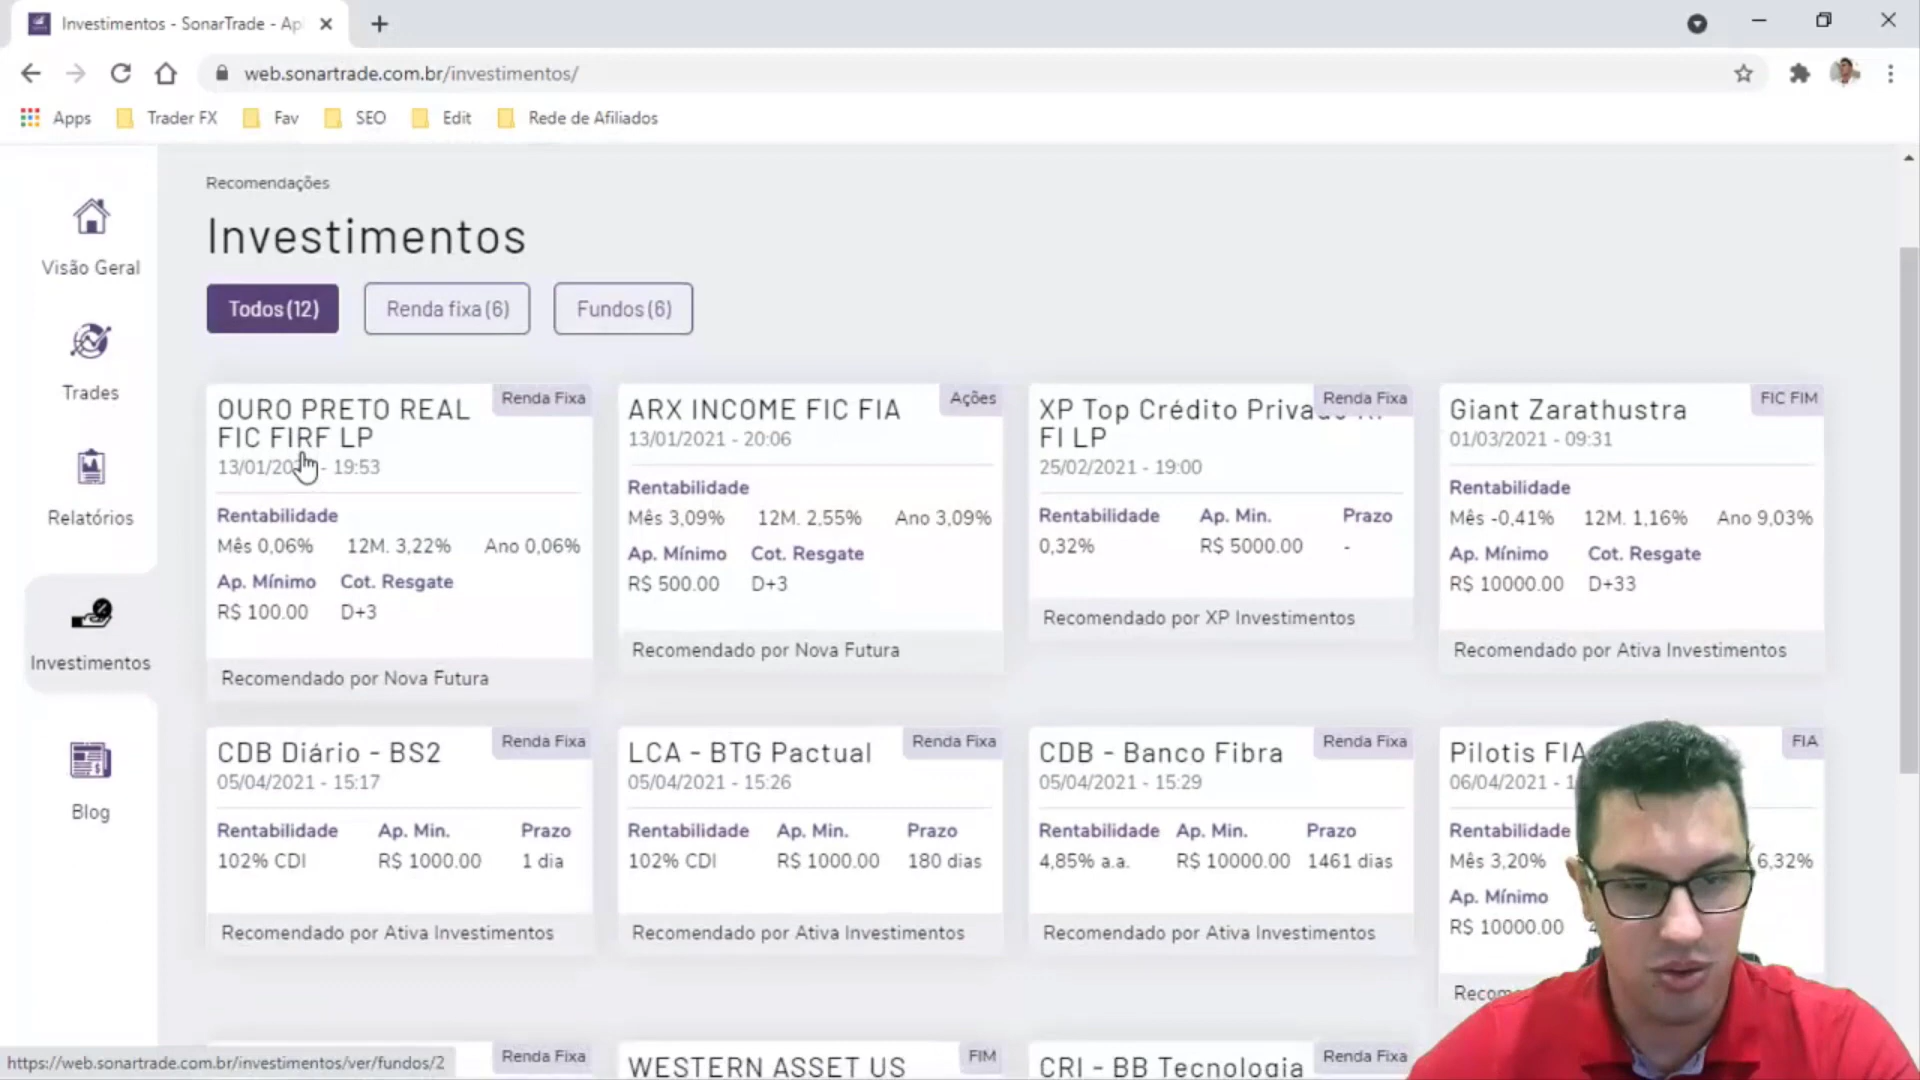 Investimentos - SonarTrade - Ap
web.sonartrade.com.br/investimentos/
Apps
Trader FX
Fav
SEO
Edit
Rede de Afiliados
Visão Geral
Trades
Relatórios
Investimentos
Blog
Recomendações
Investimentos
Todos (12)
Renda fixa (6)
Fundos (6)
OURO PRETO REAL
FIC FIRF LP
Renda Fixa
- 19:53
Rentabilidade
Mês 0,06% 12M. 3,22% Ano 0,06%
Ap. Mínimo Cot. Resgate
R$ 100.00 D+3
Recomendado por Nova Futura
ARX INCOME FIC FIA
Ações
13/01/2021 - 20:06
Rentabilidade
Mês 3,09% 12M. 2,55% Ano 3,09%
Ap. Mínimo Cot. Resgate
R$ 500.00 D+3
Recomendado por Nova Futura
XP Top Crédito
FI LP
Renda Fixa
25/02/2021 - 19:00
Rentabilidade Ap. Min. Prazo
0,32% R$ 5000.00 -
Recomendado por XP Investimentos
Giant Zarathustra
FIC FIM
01/03/2021 - 09:31
Rentabilidade
Mês -0,41% 12M. 1,16% Ano 9,03%
Ap. Mínimo Cot. Resgate
R$ 10000.00 D+33
Recomendado por Ativa Investimentos
CDB Diário - BS2
Renda Fixa
05/04/2021 - 15:17
Rentabilidade Ap. Min. Prazo
102% CDI R$ 1000.00 1 dia
Recomendado por Ativa Investimentos
LCA - BTG Pactual
Renda Fixa
05/04/2021 - 15:26
Rentabilidade Ap. Min. Prazo
102% CDI R$ 1000.00 180 dias
Recomendado por Ativa Investimentos
CDB - Banco Fibra
Renda Fixa
05/04/2021 - 15:29
Rentabilidade Ap. Min. Prazo
4,85% a.a. R$ 10000.00 1461 dias
Recomendado por Ativa Investimentos
Pilotis FIA
FIA
06/04/2021 - 1
Rentabilidade
Mês 3,20% 6,32%
Ap. Mínimo
R$ 10000.00
Renda Fixa
WESTERN ASSET US
FIM
CRI - BB Tecnologia
Renda Fixa
https://web.sonartrade.com.br/investimentos/ver/fundos/2